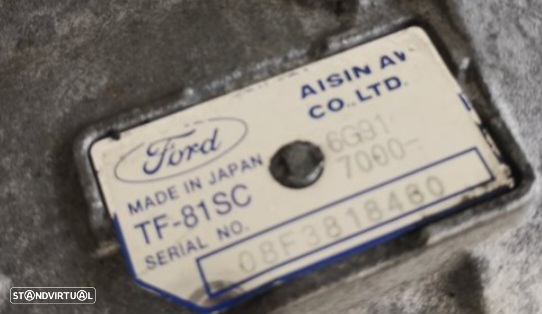 AISIN AW
CO.,LTD.
Ford
6G91
7000-
MADE IN JAPAN
TF-81SC
SERIAL NO.
08F3818480
STANDVIRTUAL